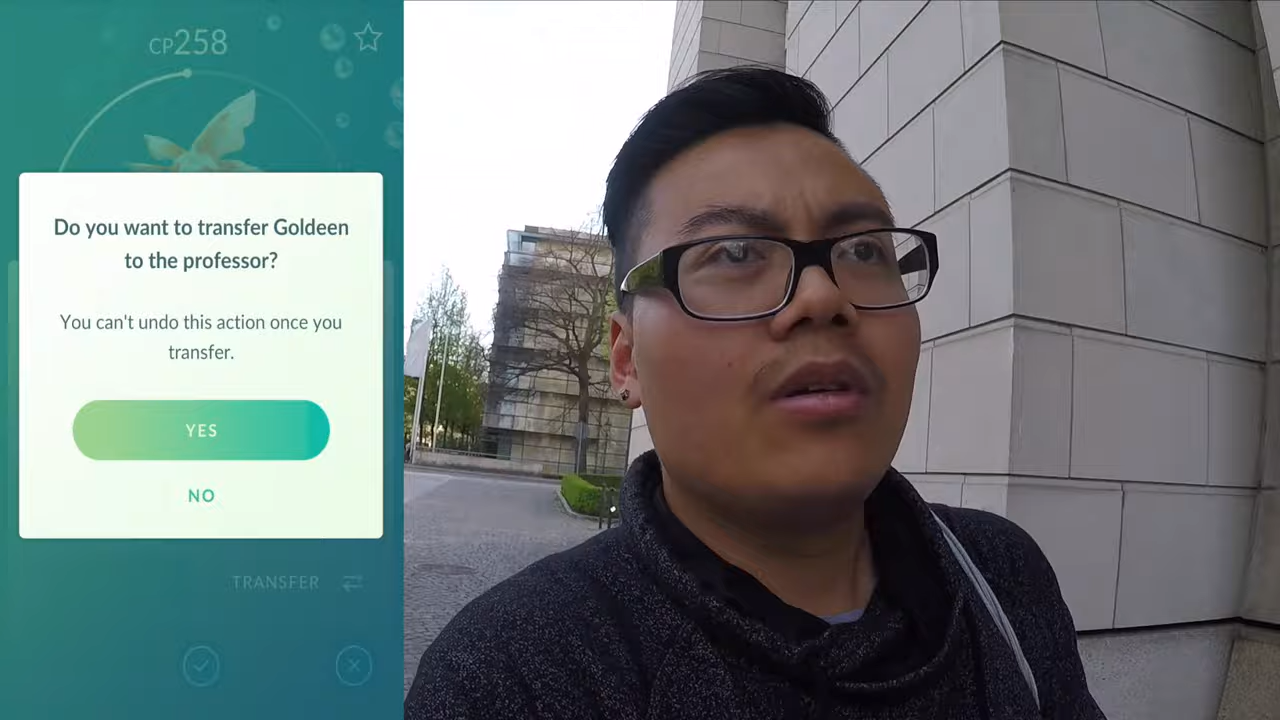 CP258
Do you want to transfer Goldeen
to the professor?
You can't undo this action once you
transfer.
YES
NO
TRANSFER